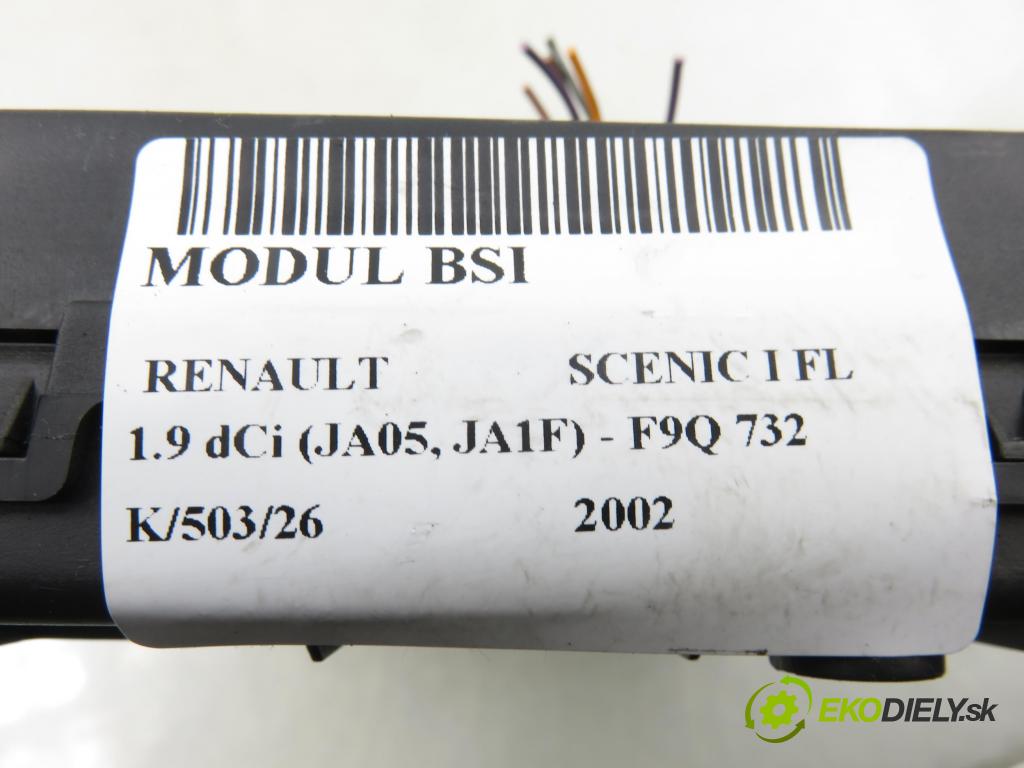 MODUL BSI
RENAULT SCENIC I FL
1.9 dCi (JA05, JA1F) - F9Q 732
K/503/26 2002
EKODIELY.sk